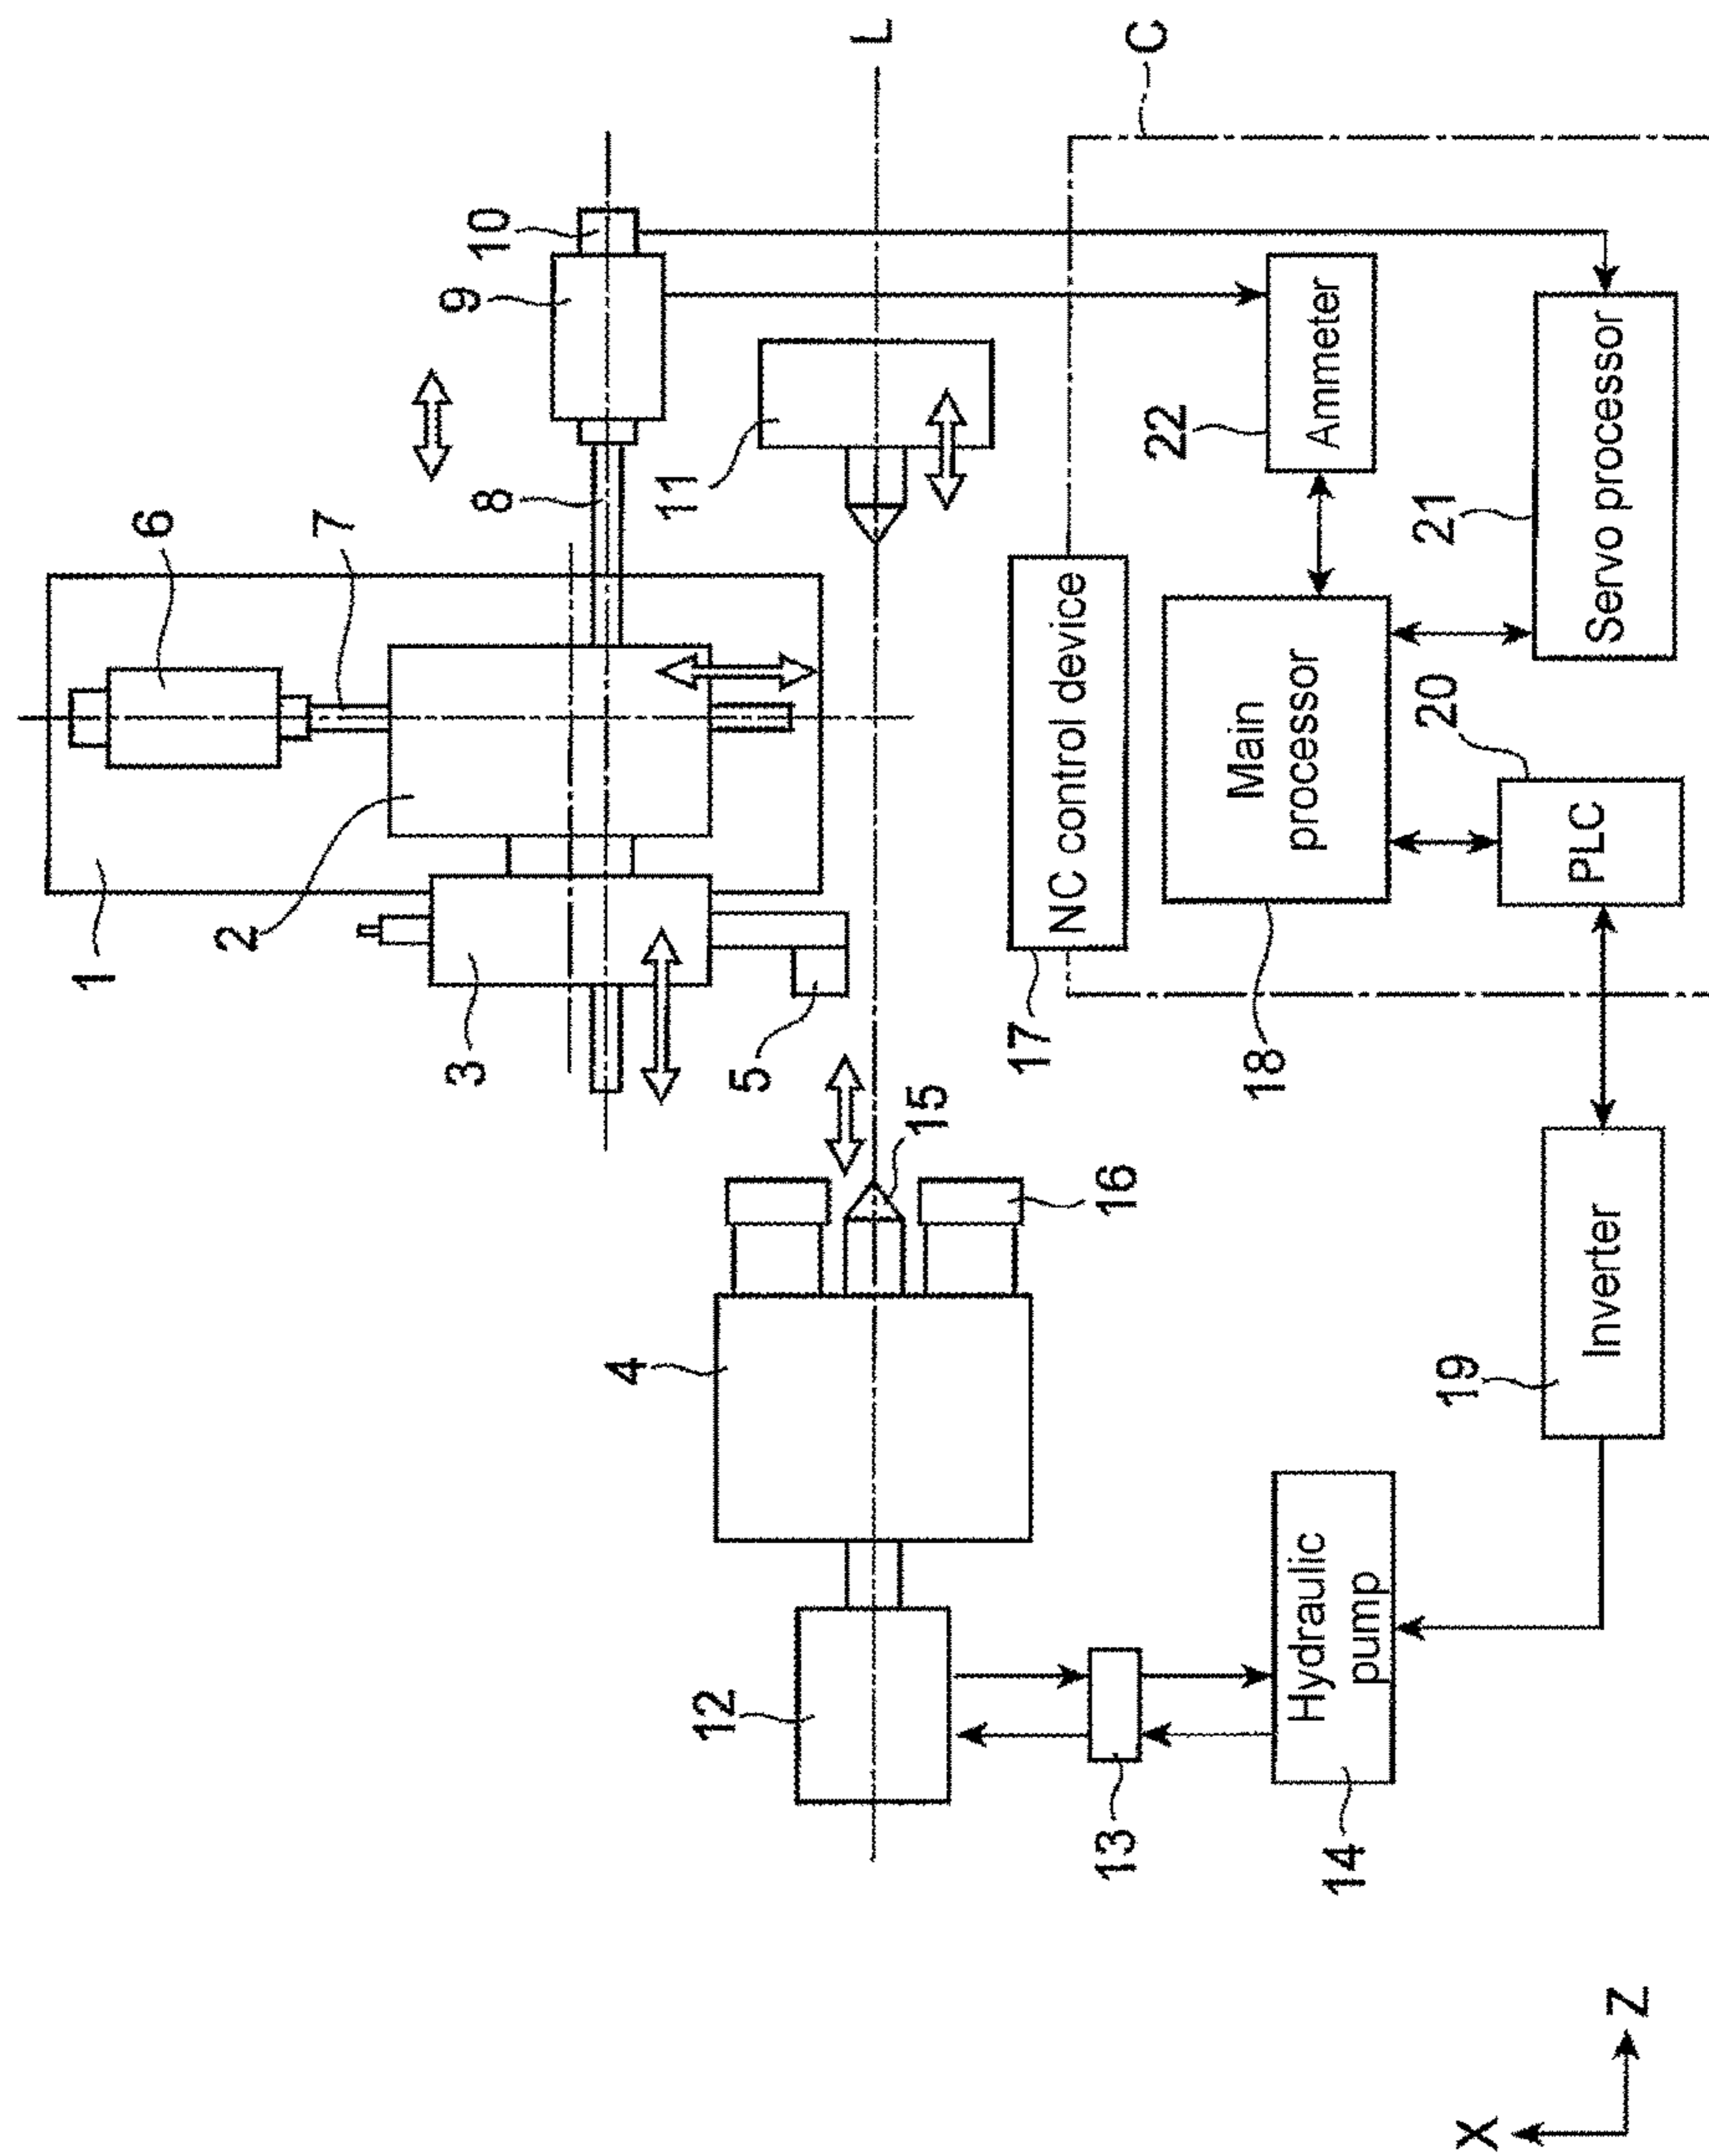 1
6
2
7
3
9
8
10
4
11
12
5
L
15
17
NC control device
13
16
C
22
18
Main
processor
Hydraulic
pump
Ammeter
14
20
21
19
X
PLC
Inverter
Servo processor
Z